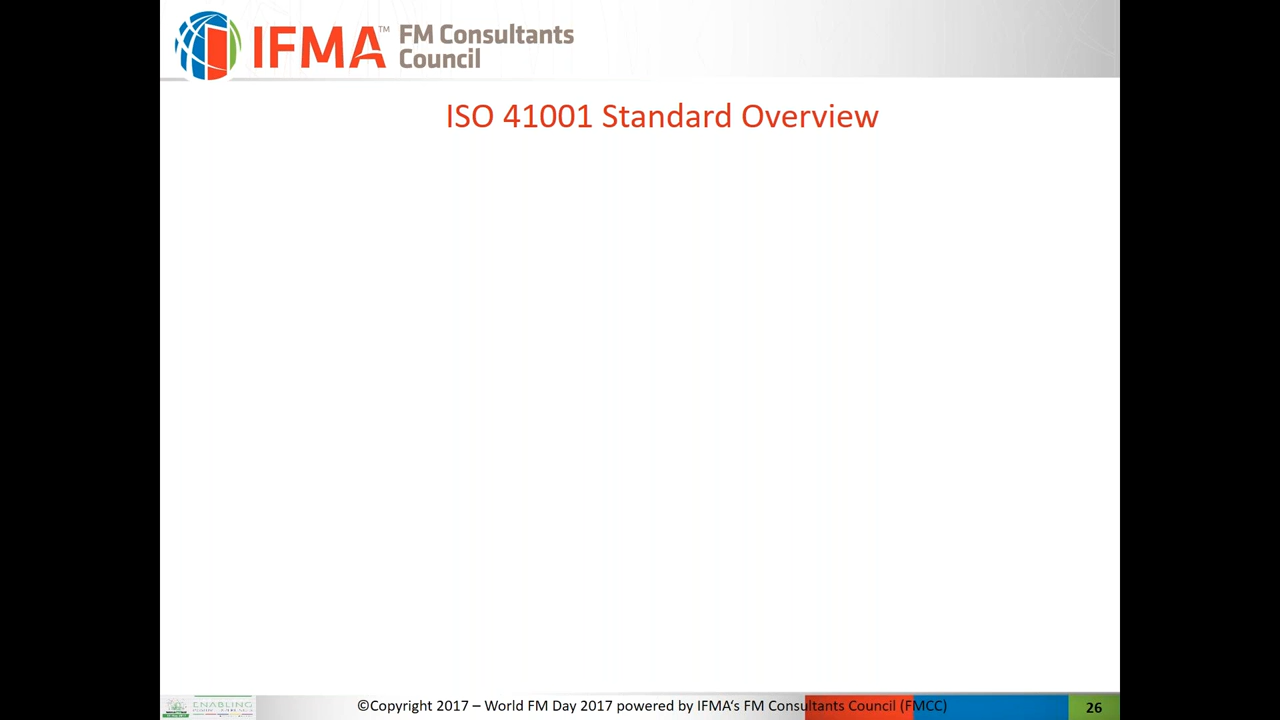 IFMA™ FM Consultants
Council
ISO 41001 Standard Overview
ENABLING
©Copyright 2017 – World FM Day 2017 powered by IFMA‘s FM Consultants Council (FMCC)
26